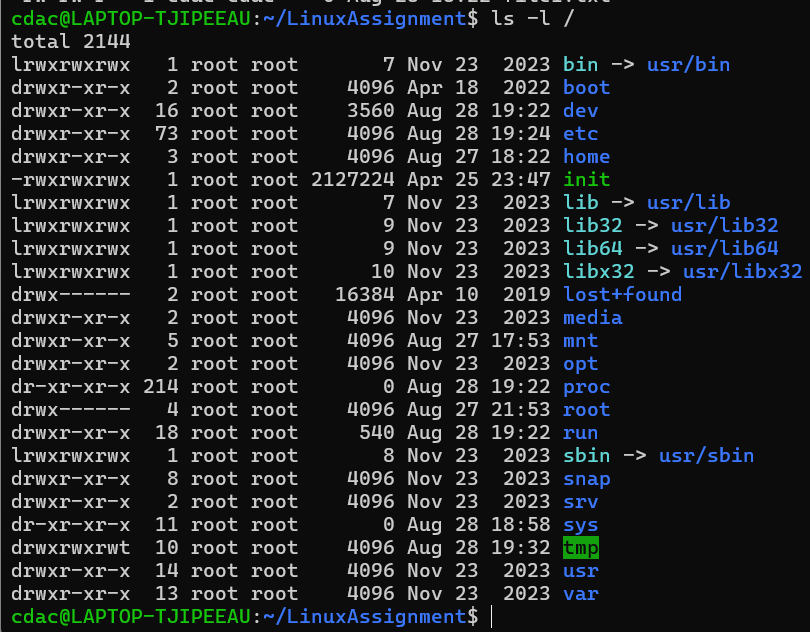 cdac@LAPTOP-TJIPEEAU:~/LinuxAssignment$ ls -l /
total 2144
lrwxrwxrwx   1 root root       7 Nov 23  2023 bin -> usr/bin
drwxr-xr-x   2 root root    4096 Apr 18  2022 boot
drwxr-xr-x  16 root root    3560 Aug 28 19:22 dev
drwxr-xr-x  73 root root    4096 Aug 28 19:24 etc
drwxr-xr-x   3 root root    4096 Aug 27 18:22 home
-rwxrwxrwx   1 root root 2127224 Apr 25 23:47 init
lrwxrwxrwx   1 root root       7 Nov 23  2023 lib -> usr/lib
lrwxrwxrwx   1 root root       9 Nov 23  2023 lib32 -> usr/lib32
lrwxrwxrwx   1 root root       9 Nov 23  2023 lib64 -> usr/lib64
lrwxrwxrwx   1 root root      10 Nov 23  2023 libx32 -> usr/libx32
drwx------   2 root root   16384 Apr 10  2019 lost+found
drwxr-xr-x   2 root root    4096 Nov 23  2023 media
drwxr-xr-x   5 root root    4096 Aug 27 17:53 mnt
drwxr-xr-x   2 root root    4096 Nov 23  2023 opt
dr-xr-xr-x 214 root root       0 Aug 28 19:22 proc
drwx------   4 root root    4096 Aug 27 21:53 root
drwxr-xr-x  18 root root     540 Aug 28 19:22 run
lrwxrwxrwx   1 root root       8 Nov 23  2023 sbin -> usr/sbin
drwxr-xr-x   8 root root    4096 Nov 23  2023 snap
drwxr-xr-x   2 root root    4096 Nov 23  2023 srv
dr-xr-xr-x  11 root root       0 Aug 28 18:58 sys
drwxrwxrwt  10 root root    4096 Aug 28 19:32 tmp
drwxr-xr-x  14 root root    4096 Nov 23  2023 usr
drwxr-xr-x  13 root root    4096 Nov 23  2023 var
cdac@LAPTOP-TJIPEEAU:~/LinuxAssignment$